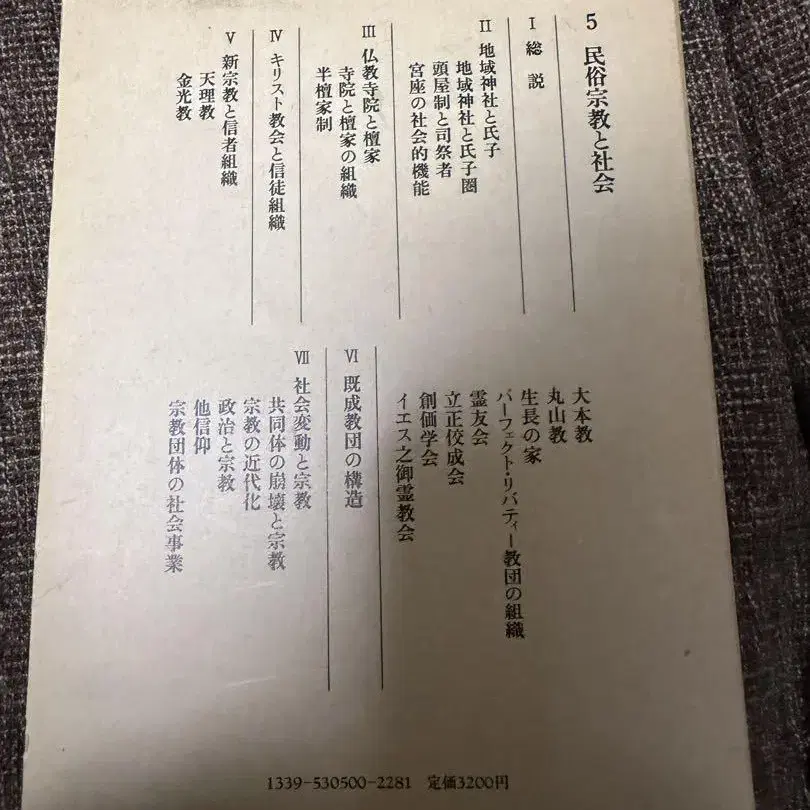 5 民俗宗教と社会
I 総説
II 地域神社と氏子
地域神社と氏子圏
頭屋制と司祭者
宮座の社会的機能
III 仏教寺院と檀家
寺院と檀家の組織
半檀家制
IV キリスト教会と信徒組織
V 新宗教と信者組織
天理教
金光教
大本教
丸山教
生長の家
パーフェクト・リバティー教団の組織
霊友会
立正佼成会
創価学会
イエス之御霊教会
VI 既成教団の構造
VII 社会変動と宗教
共同体の崩壊と宗教
宗教の近代化
政治と宗教
他信仰
宗教団体の社会事業
1339-530500-2281 定価3200円